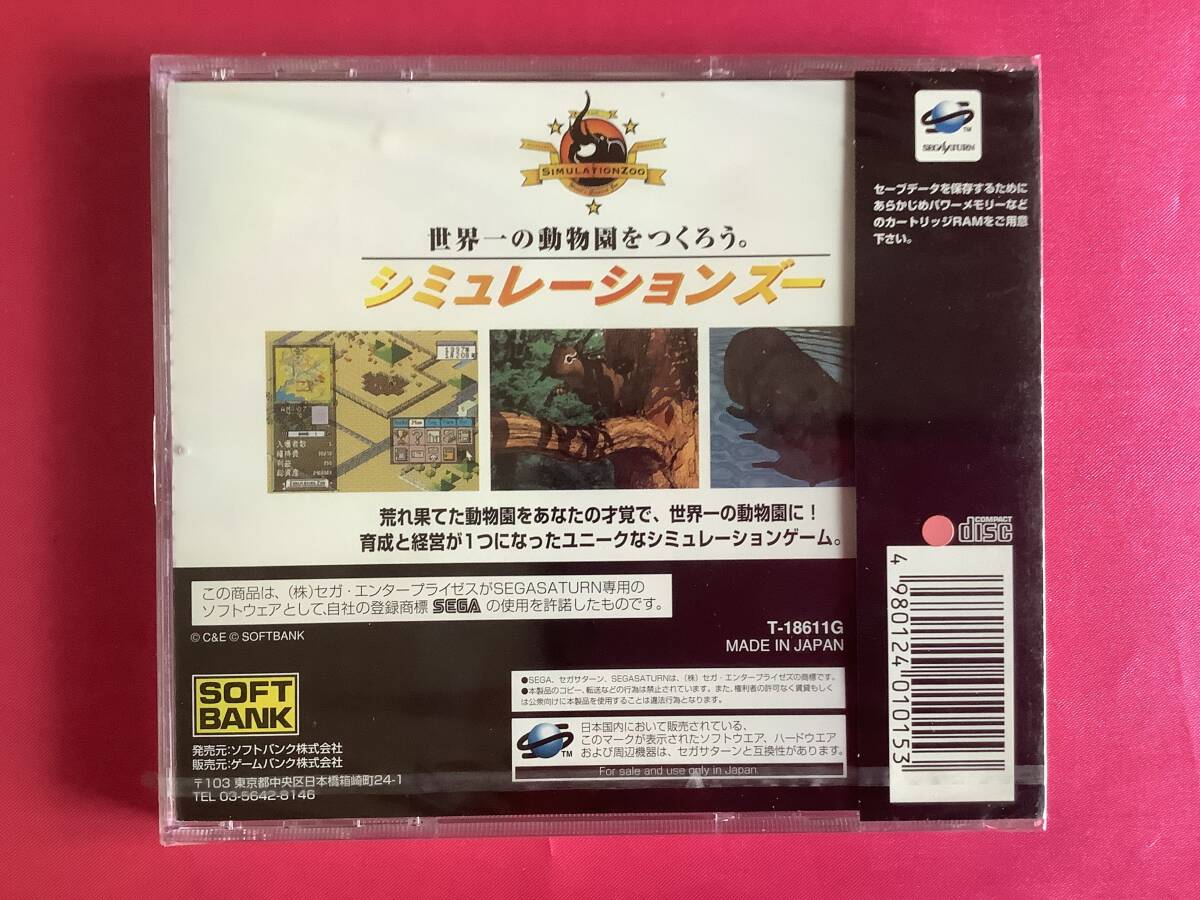 SIMULATIONZOO
世界一の動物園をつくろう。
シミュレーションズー
入場者数
維持費
利益
総資産
荒れ果てた動物園をあなたの才覚で、世界一の動物園に!
育成と経営が1つになったユニークなシミュレーションゲーム。
この商品は、(株)セガ・エンタープライゼスがSEGASATURN専用の
ソフトウェアとして、自社の登録商標 SEGA の使用を許諾したものです。
© C&E © SOFTBANK
T-18611G
MADE IN JAPAN
SOFT
BANK
発売元:ソフトバンク株式会社
販売元:ゲームバンク株式会社
〒103 東京都中央区日本橋箱崎町24-1
TEL 03-5642-8146
●SEGA、セガサターン、SEGASATURNは、(株)セガ・エンタープライゼズの商標です。
●本製品のコピー、転送などの行為は禁止されています。また、権利者の許可なく賃貸もしく
は公衆向けに本製品を使用することは違法行為となります。
TM
日本国内において販売されている、
このマークが表示されたソフトウエア、ハードウエア
および周辺機器は、セガサターンと互換性があります。
For sale and use only in Japan.
TM
SEGA SATURN
セーブデータを保存するために
あらかじめパワーメモリーなど
のカートリッジRAMをご用意
下さい。
COMPACT
disc
4 980124 010153